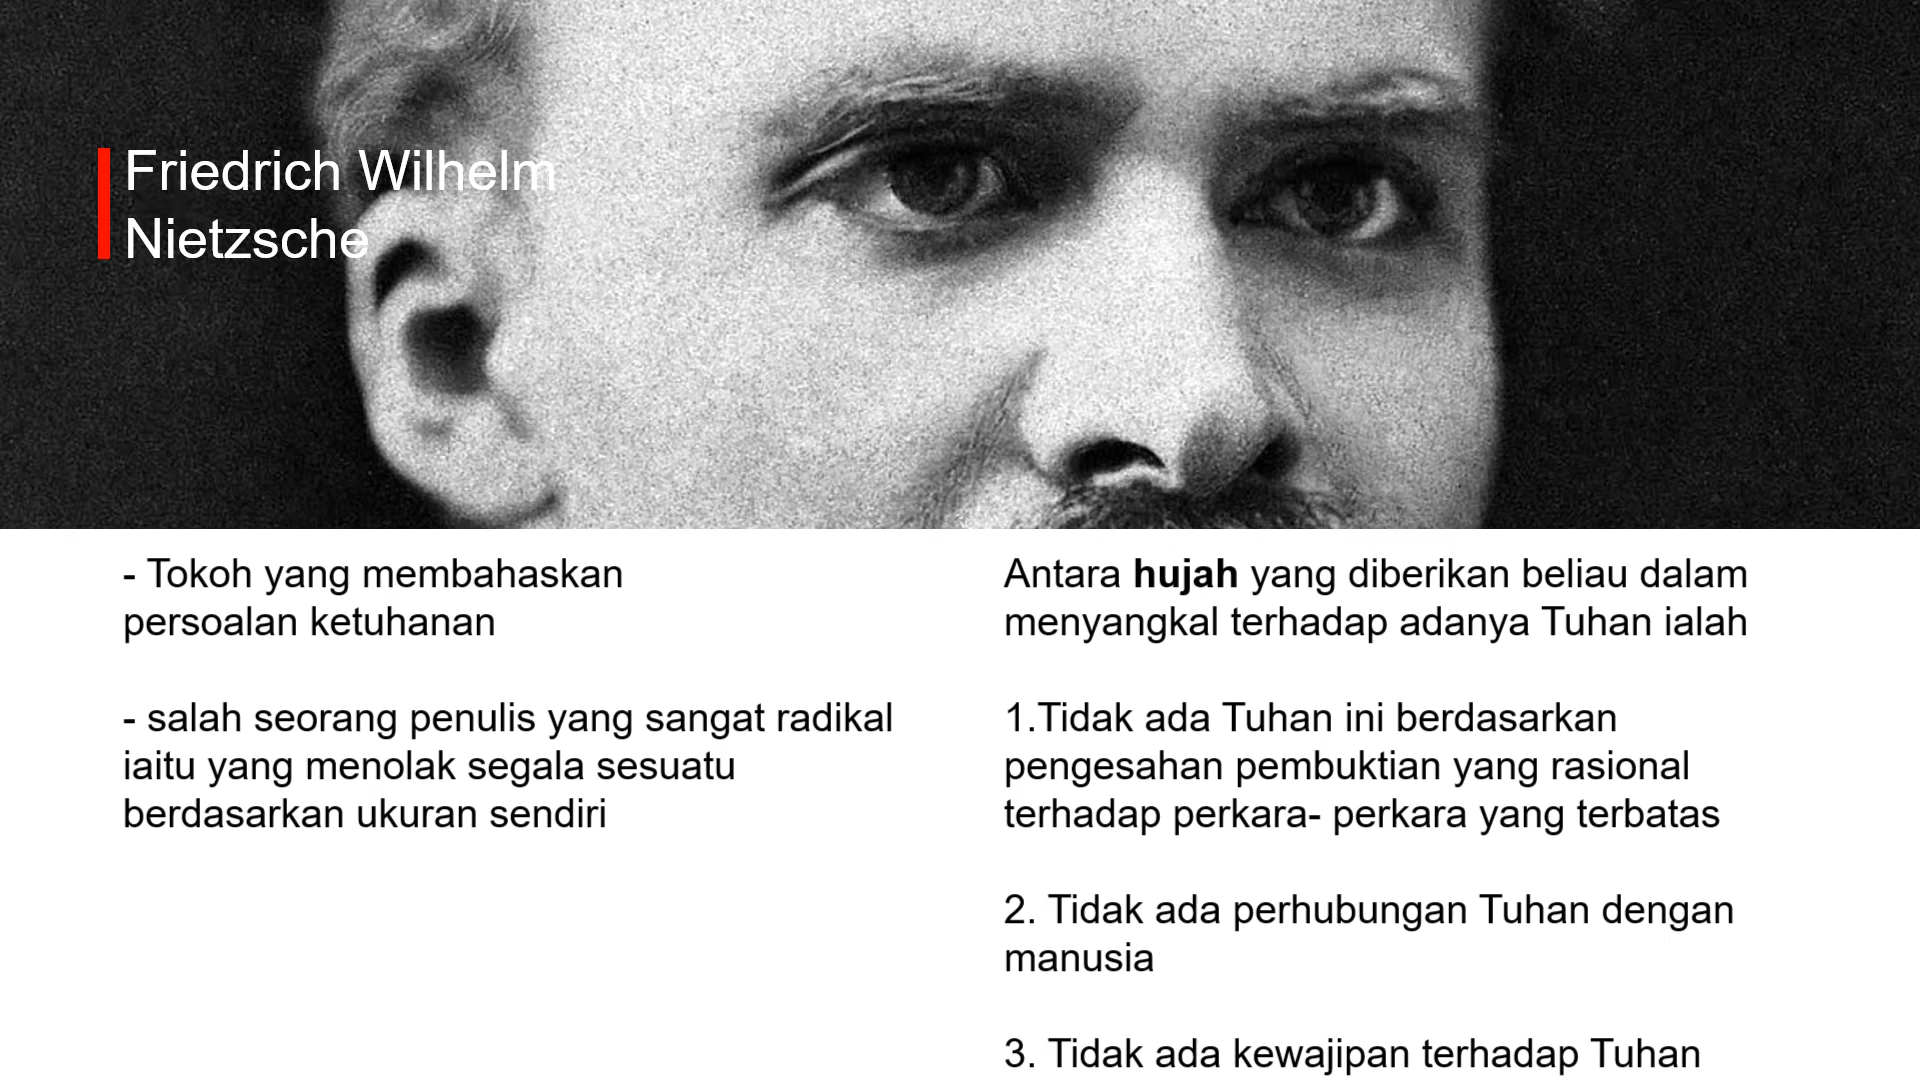 Friedrich Wilhelm
Nietzsche
- Tokoh yang membahaskan
persoalan ketuhanan
- salah seorang penulis yang sangat radikal
iaitu yang menolak segala sesuatu
berdasarkan ukuran sendiri
Antara hujah yang diberikan beliau dalam
menyangkal terhadap adanya Tuhan ialah
1.Tidak ada Tuhan ini berdasarkan
pengesahan pembuktian yang rasional
terhadap perkara- perkara yang terbatas
2. Tidak ada perhubungan Tuhan dengan
manusia
3. Tidak ada kewajipan terhadap Tuhan